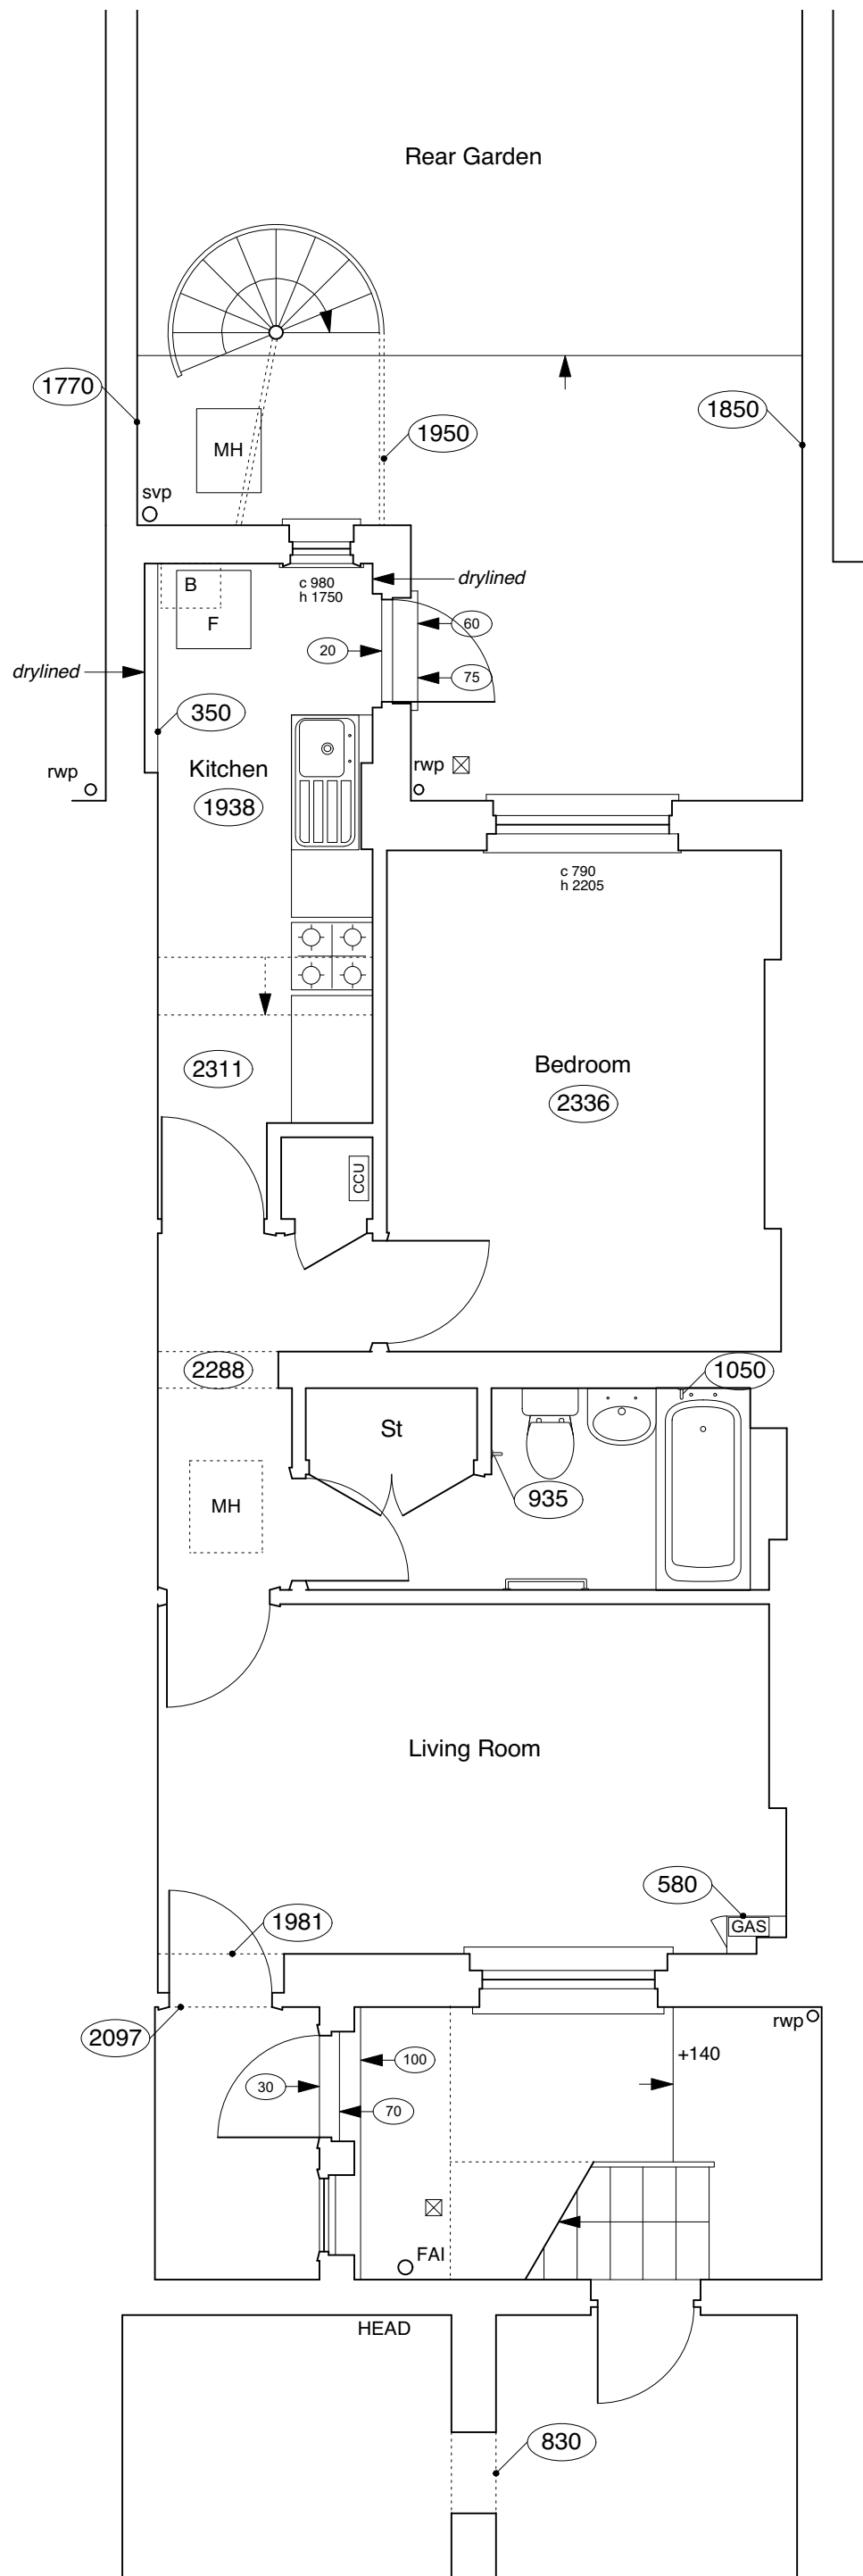 Rear Garden
1770
1850
1950
MH
svp
B
F
c 980
h 1750
drylined
60
20
75
drylined
350
rwp
Kitchen
1938
rwp
c 790
h 2205
2311
Bedroom
2336
CCU
2288
1050
St
935
MH
Living Room
580
GAS
1981
2097
rwp
+140
100
30
70
FAI
HEAD
830